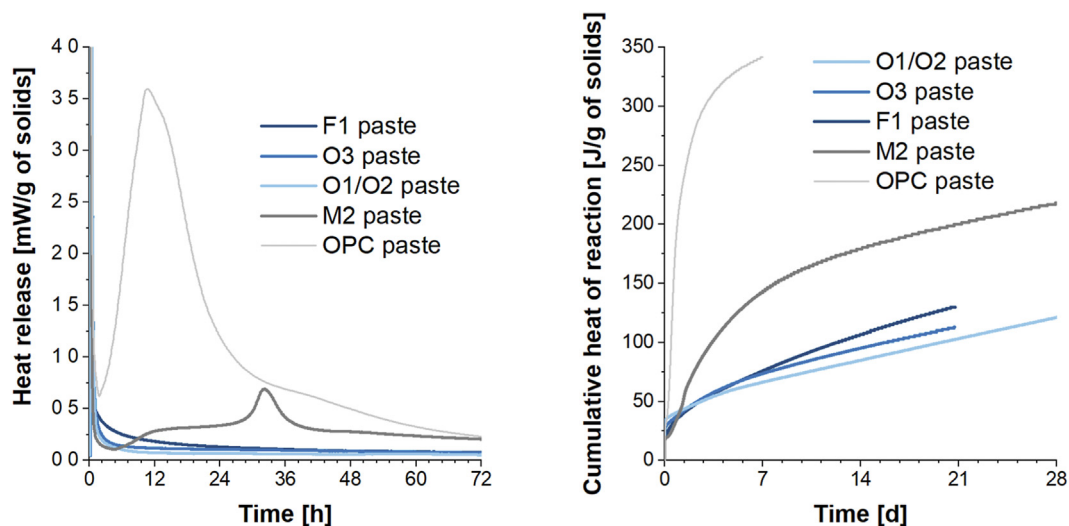 Heat release [mW/g of solids]
4 0
3 5
3 0
2 5
2 0
1 5
1 0
0 5
0 0
F1 paste
O3 paste
O1/O2 paste
M2 paste
OPC paste
0 12 24 36 48 60 72
Time [h]
Cumulative heat of reaction [J/g of solids]
350
300
250
200
150
100
50
0
O1/O2 paste
O3 paste
F1 paste
M2 paste
OPC paste
0 7 14 21 28
Time [d]